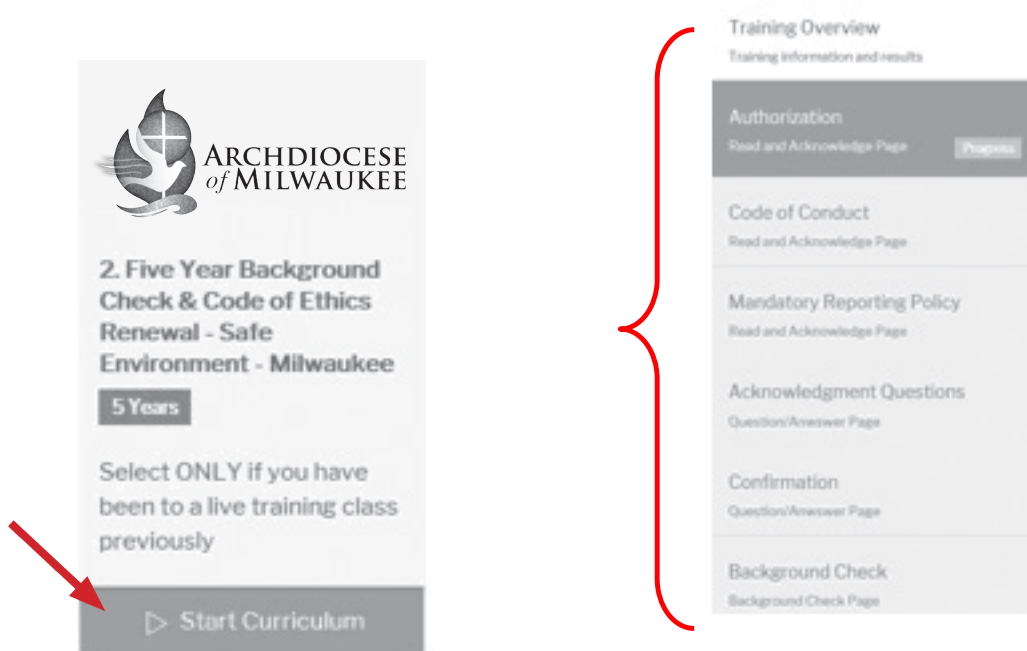 ARCHDIOCESE
of MILWAUKEE
2. Five Year Background
Check & Code of Ethics
Renewal - Safe
Environment - Milwaukee
5 Years
Select ONLY if you have
been to a live training class
previously
Start Curriculum
Training Overview
Training information and results
Authorization
Read and Acknowledge Page
Progress
Code of Conduct
Read and Acknowledge Page
Mandatory Reporting Policy
Read and Acknowledge Page
Acknowledgment Questions
Question/Anwswer Page
Confirmation
Question/Anwswer Page
Background Check
Background Check Page